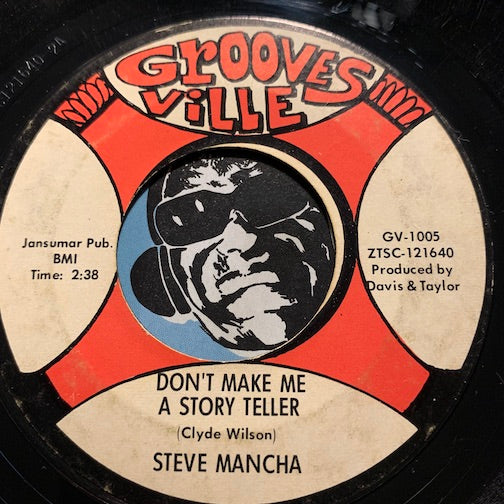 GROOVES
VILLE
Jansumar Pub.
BMI
Time: 2:38
GV-1005
ZTSC-121640
Produced by
Davis & Taylor
DON'T MAKE ME
A STORY TELLER
(Clyde Wilson)
STEVE MANCHA